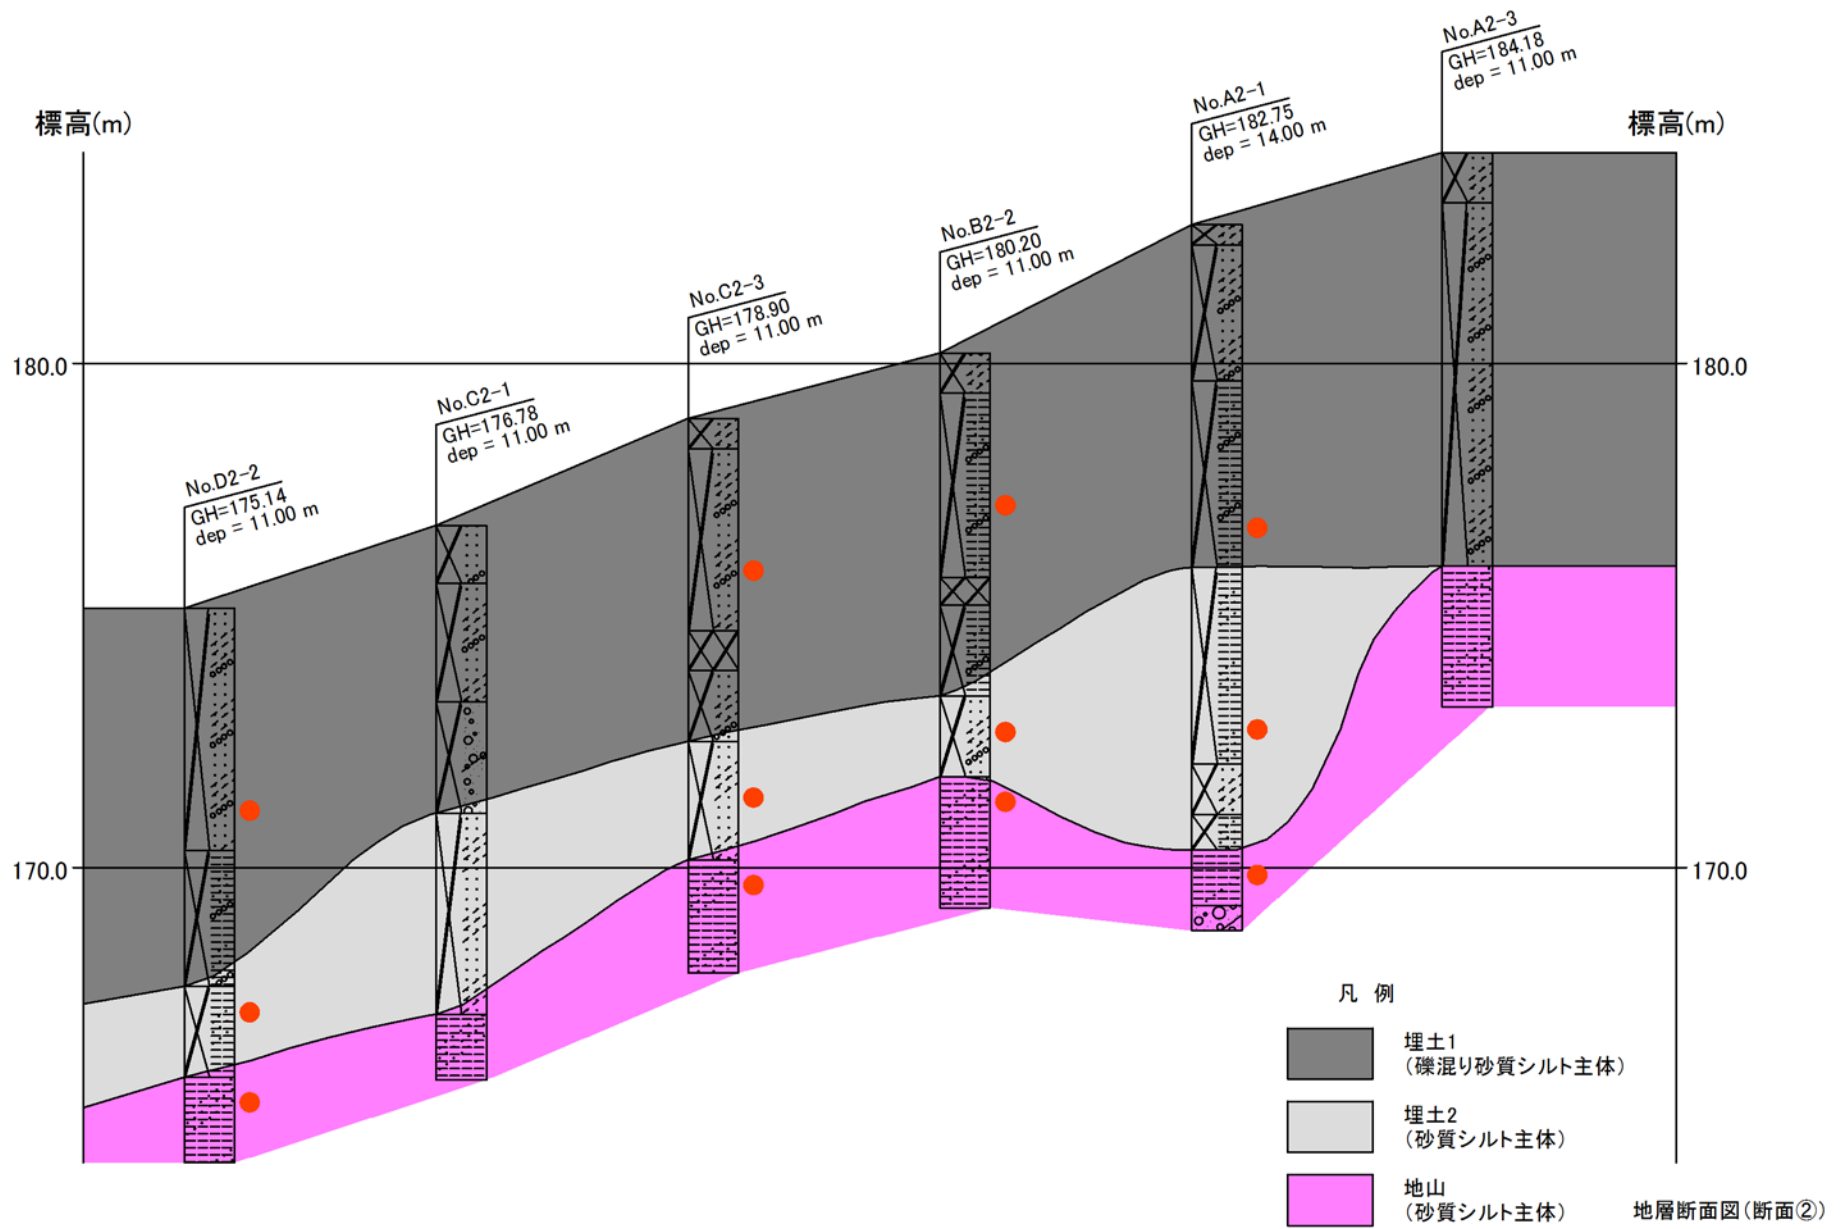 No.A2-3
GH=184.18
dep = 11.00 m
No.A2-1
GH=182.75
dep = 14.00 m
標高(m)
標高(m)
No.B2-2
GH=180.20
dep = 11.00 m
No.C2-3
GH=178.90
dep = 11.00 m
180.0
180.0
No.C2-1
GH=176.78
dep = 11.00 m
No.D2-2
GH=175.14
dep = 11.00 m
170.0
170.0
凡 例
埋土1
(礫混り砂質シルト主体)
埋土2
(砂質シルト主体)
地山
(砂質シルト主体)
地層断面図(断面②)